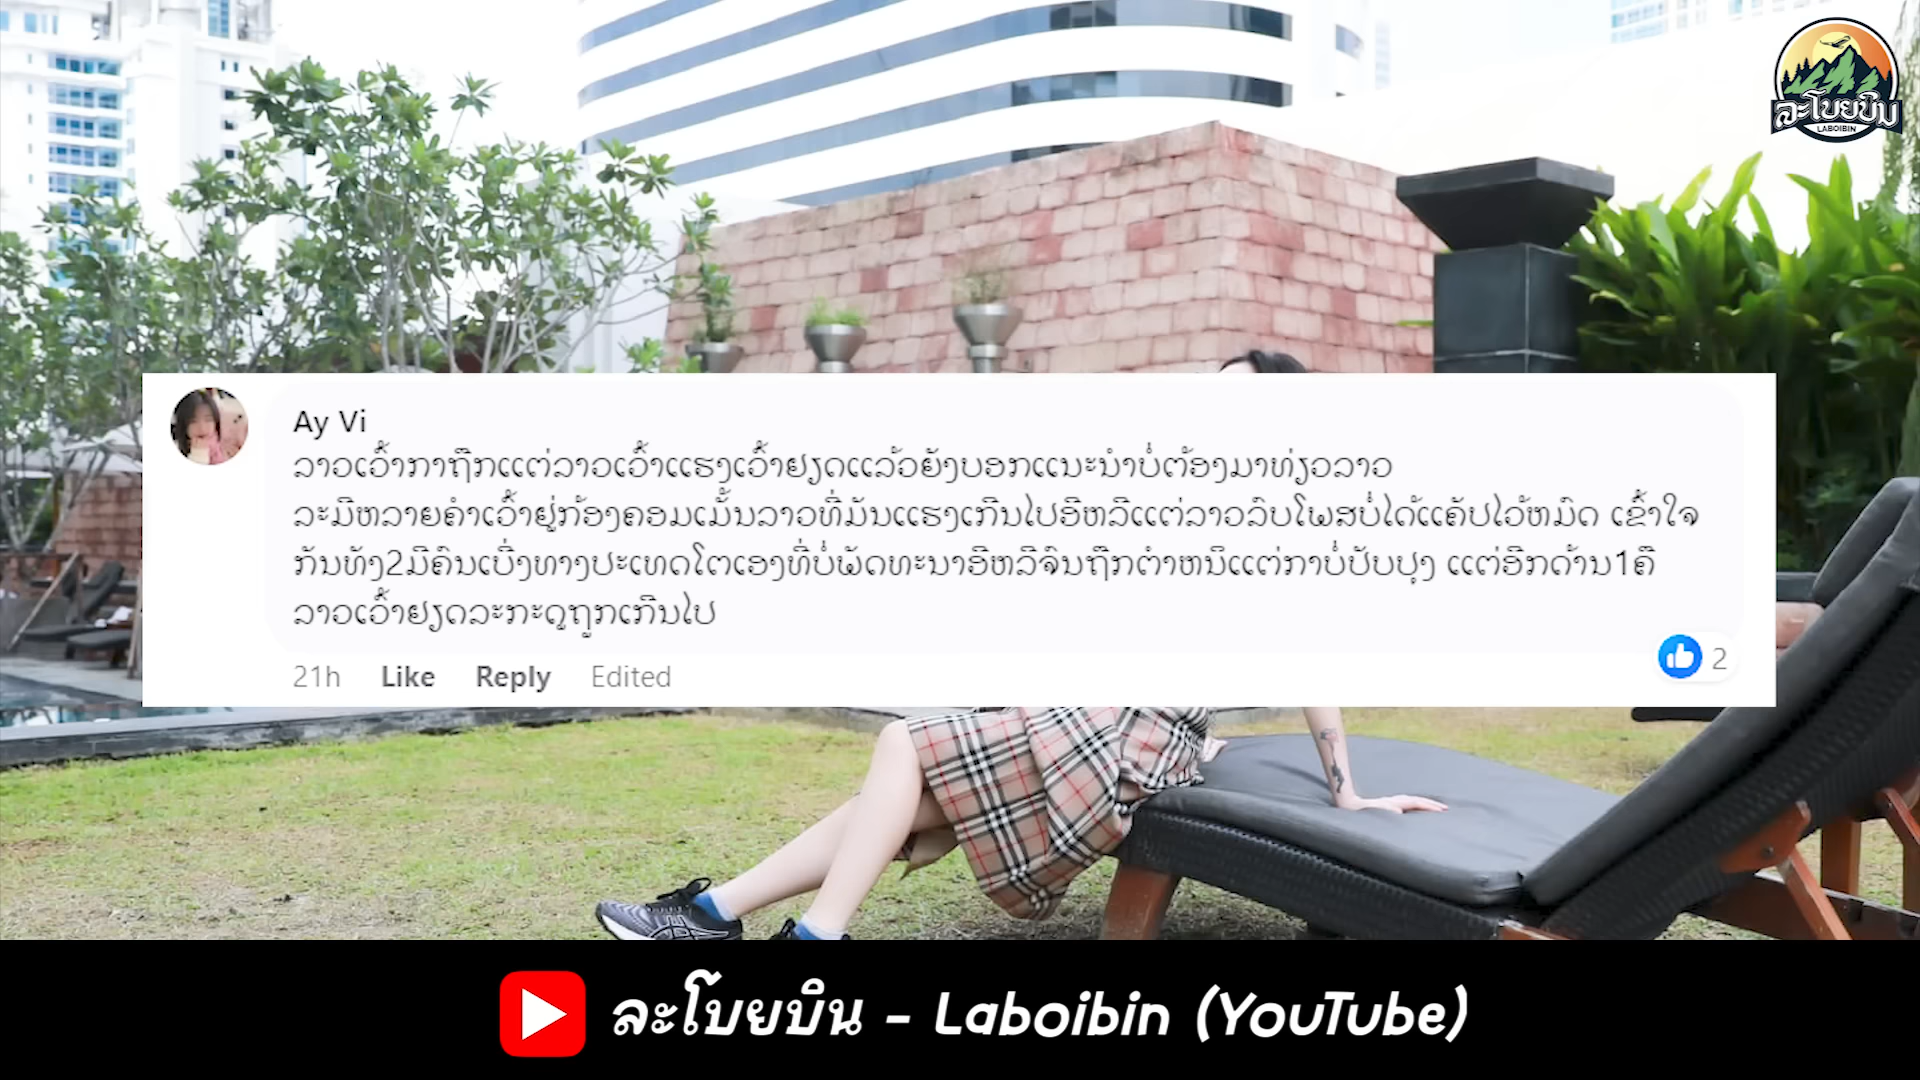 ລະໂບຍບິນ
LABOIBIN
Ay Vi
ລາວເວົ້າກາຖືກແຕ່ລາວເວົ້າແຮງເວົ້າຢຽດແລ້ວຍັງບອກແນະນຳບໍ່ຕ້ອງມາທ່ຽວລາວ
ລະມີຫລາຍຄຳເວົ້າຢູ່ກ້ອງຄອມເມັ້ນລາວທີ່ມັນແຮງເກີນໄປອີຫລີແຕ່ລາວລົບໂພສບໍ່ໄດ້ແຄັປໄວ້ຫມົດ ເຂົ້າໃຈ
ກັນທັງ2ມີຄົນເບີ່ງທາງປະເທດໂຕເອງທີ່ບໍ່ພັດທະນາອີຫລີຈົນຖືກຕຳຫນິແຕ່ກາບໍ່ປັບປຸງ ແຕ່ອີກດ້ານ1ຄື
ລາວເວົ້າຢຽດລະກະດູຖູກເກີນໄປ
21h Like Reply Edited 2
ລະໂບຍບິນ - Laboibin (YouTube)